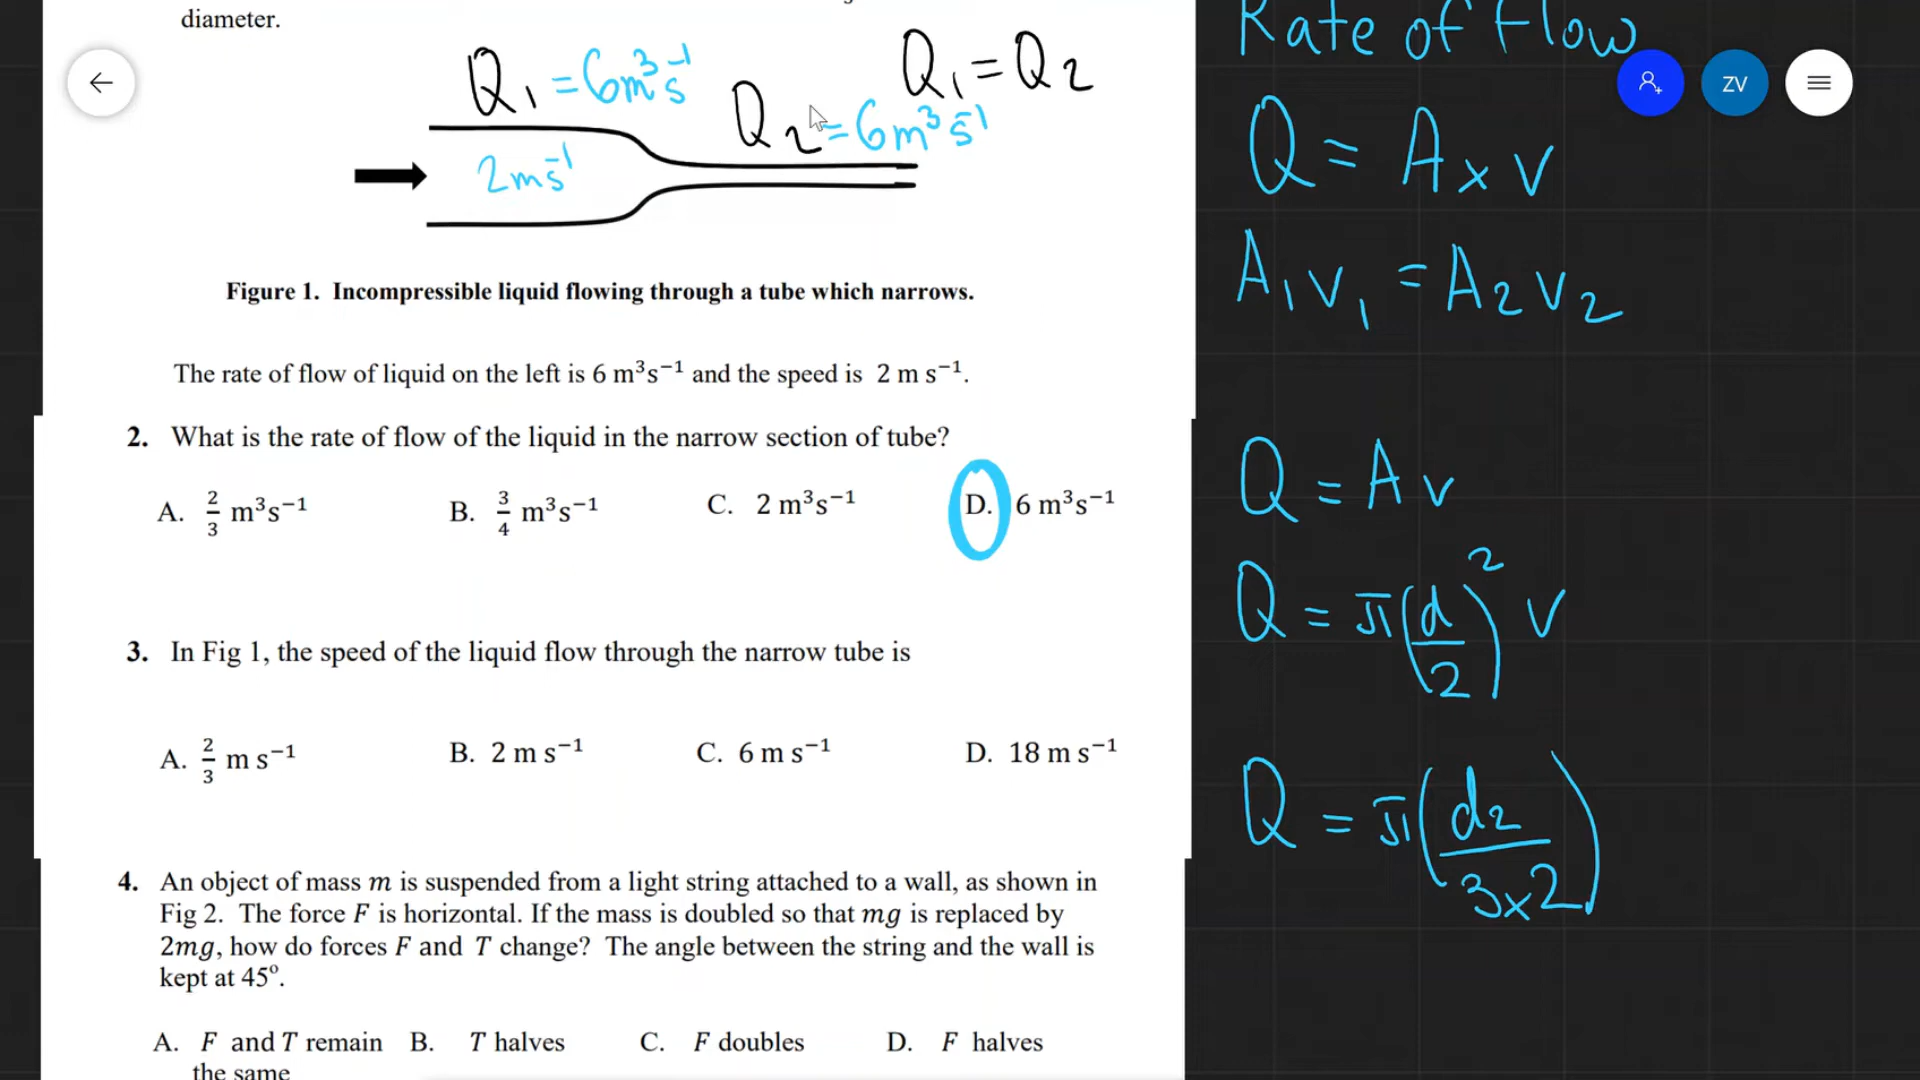 diameter.
Q₁ = 6m³s⁻¹
Q₁ = Q₂
Q₂ = 6m³s⁻¹
2ms⁻¹
Figure 1. Incompressible liquid flowing through a tube which narrows.
The rate of flow of liquid on the left is 6 m³s⁻¹ and the speed is 2 m s⁻¹.
2. What is the rate of flow of the liquid in the narrow section of tube?
A. 2/3 m³s⁻¹ B. 3/4 m³s⁻¹ C. 2 m³s⁻¹ D. 6 m³s⁻¹
3. In Fig 1, the speed of the liquid flow through the narrow tube is
A. 2/3 m s⁻¹ B. 2 m s⁻¹ C. 6 m s⁻¹ D. 18 m s⁻¹
4. An object of mass m is suspended from a light string attached to a wall, as shown in
Fig 2. The force F is horizontal. If the mass is doubled so that mg is replaced by
2mg, how do forces F and T change? The angle between the string and the wall is
kept at 45°.
A. F and T remain B. T halves C. F doubles D. F halves
the same
Rate of Flow
ZV
Q = A x v
A₁v₁ = A₂v₂
Q = A v
Q = π(d/2)² v
Q = π(d₂/3x2)